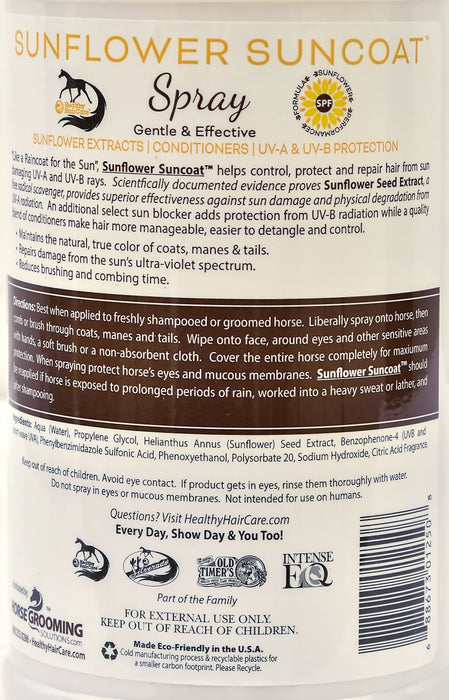 SUNFLOWER SUNCOAT™
Healthy HairCare
Spray
FORMULA SUNFLOWER PERFORMANCE
SPF
Gentle & Effective
SUNFLOWER EXTRACTS | CONDITIONERS | UV-A & UV-B PROTECTION
"Like a Raincoat for the Sun", Sunflower Suncoat™ helps control, protect and repair hair from sun
damaging UV-A and UV-B rays. Scientifically documented evidence proves Sunflower Seed Extract, a
free radical scavenger, provides superior effectiveness against sun damage and physical degradation from
UV-A radiation. An additional select sun blocker adds protection from UV-B radiation while a quality
blend of conditioners make hair more manageable, easier to detangle and control.
• Maintains the natural, true color of coats, manes & tails.
• Repairs damage from the sun's ultra-violet spectrum.
• Reduces brushing and combing time.
Directions: Best when applied to freshly shampooed or groomed horse. Liberally spray onto horse, then
comb or brush through coats, manes and tails. Wipe onto face, around eyes and other sensitive areas
with hands, a soft brush or a non-absorbent cloth. Cover the entire horse completely for maxiumum
protection. When spraying protect horse's eyes and mucous membranes. Sunflower Suncoat™ should
be reapplied if horse is exposed to prolonged periods of rain, worked into a heavy sweat or lather, and
after shampooing.
Ingredients: Aqua (Water), Propylene Glycol, Helianthus Annus (Sunflower) Seed Extract, Benzophenone-4 (UVB and
short-wave UVA), Phenylbenzimidazole Sulfonic Acid, Phenoxyethanol, Polysorbate 20, Sodium Hydroxide, Citric Acid Fragrance.
Keep out of reach of children. Avoid eye contact. If product gets in eyes, rinse them thoroughly with water.
Do not spray in eyes or mucous membranes. Not intended for use on humans.
Questions? Visit HealthyHairCare.com
Every Day, Show Day & You Too!
OLD TIMER'S
INTENSE EQ
Part of the Family
HORSE GROOMING
SOLUTIONS.com
HealthyHairCare.com
FOR EXTERNAL USE ONLY.
KEEP OUT OF REACH OF CHILDREN.
Made Eco-Friendly in the U.S.A.
Cold manufacturing process & recyclable plastics for
a smaller carbon footprint. Please Recycle.
6 88673 01250 8